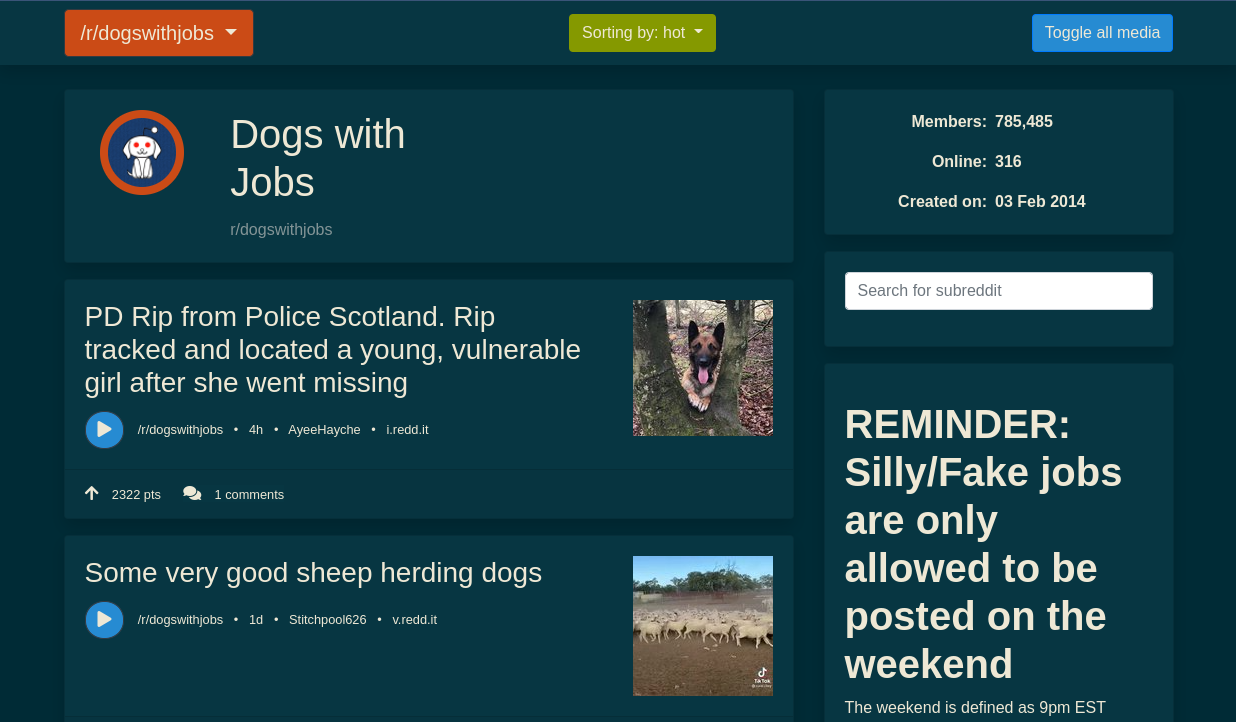 /r/dogswithjobs
Sorting by: hot
Toggle all media
Dogs with
Jobs
r/dogswithjobs
Members: 785,485
Online: 316
Created on: 03 Feb 2014
Search for subreddit
PD Rip from Police Scotland. Rip
tracked and located a young, vulnerable
girl after she went missing
/r/dogswithjobs • 4h • AyeeHayche • i.redd.it
2322 pts 1 comments
Some very good sheep herding dogs
/r/dogswithjobs • 1d • Stitchpool626 • v.redd.it
TikTok
REMINDER:
Silly/Fake jobs
are only
allowed to be
posted on the
weekend
The weekend is defined as 9pm EST